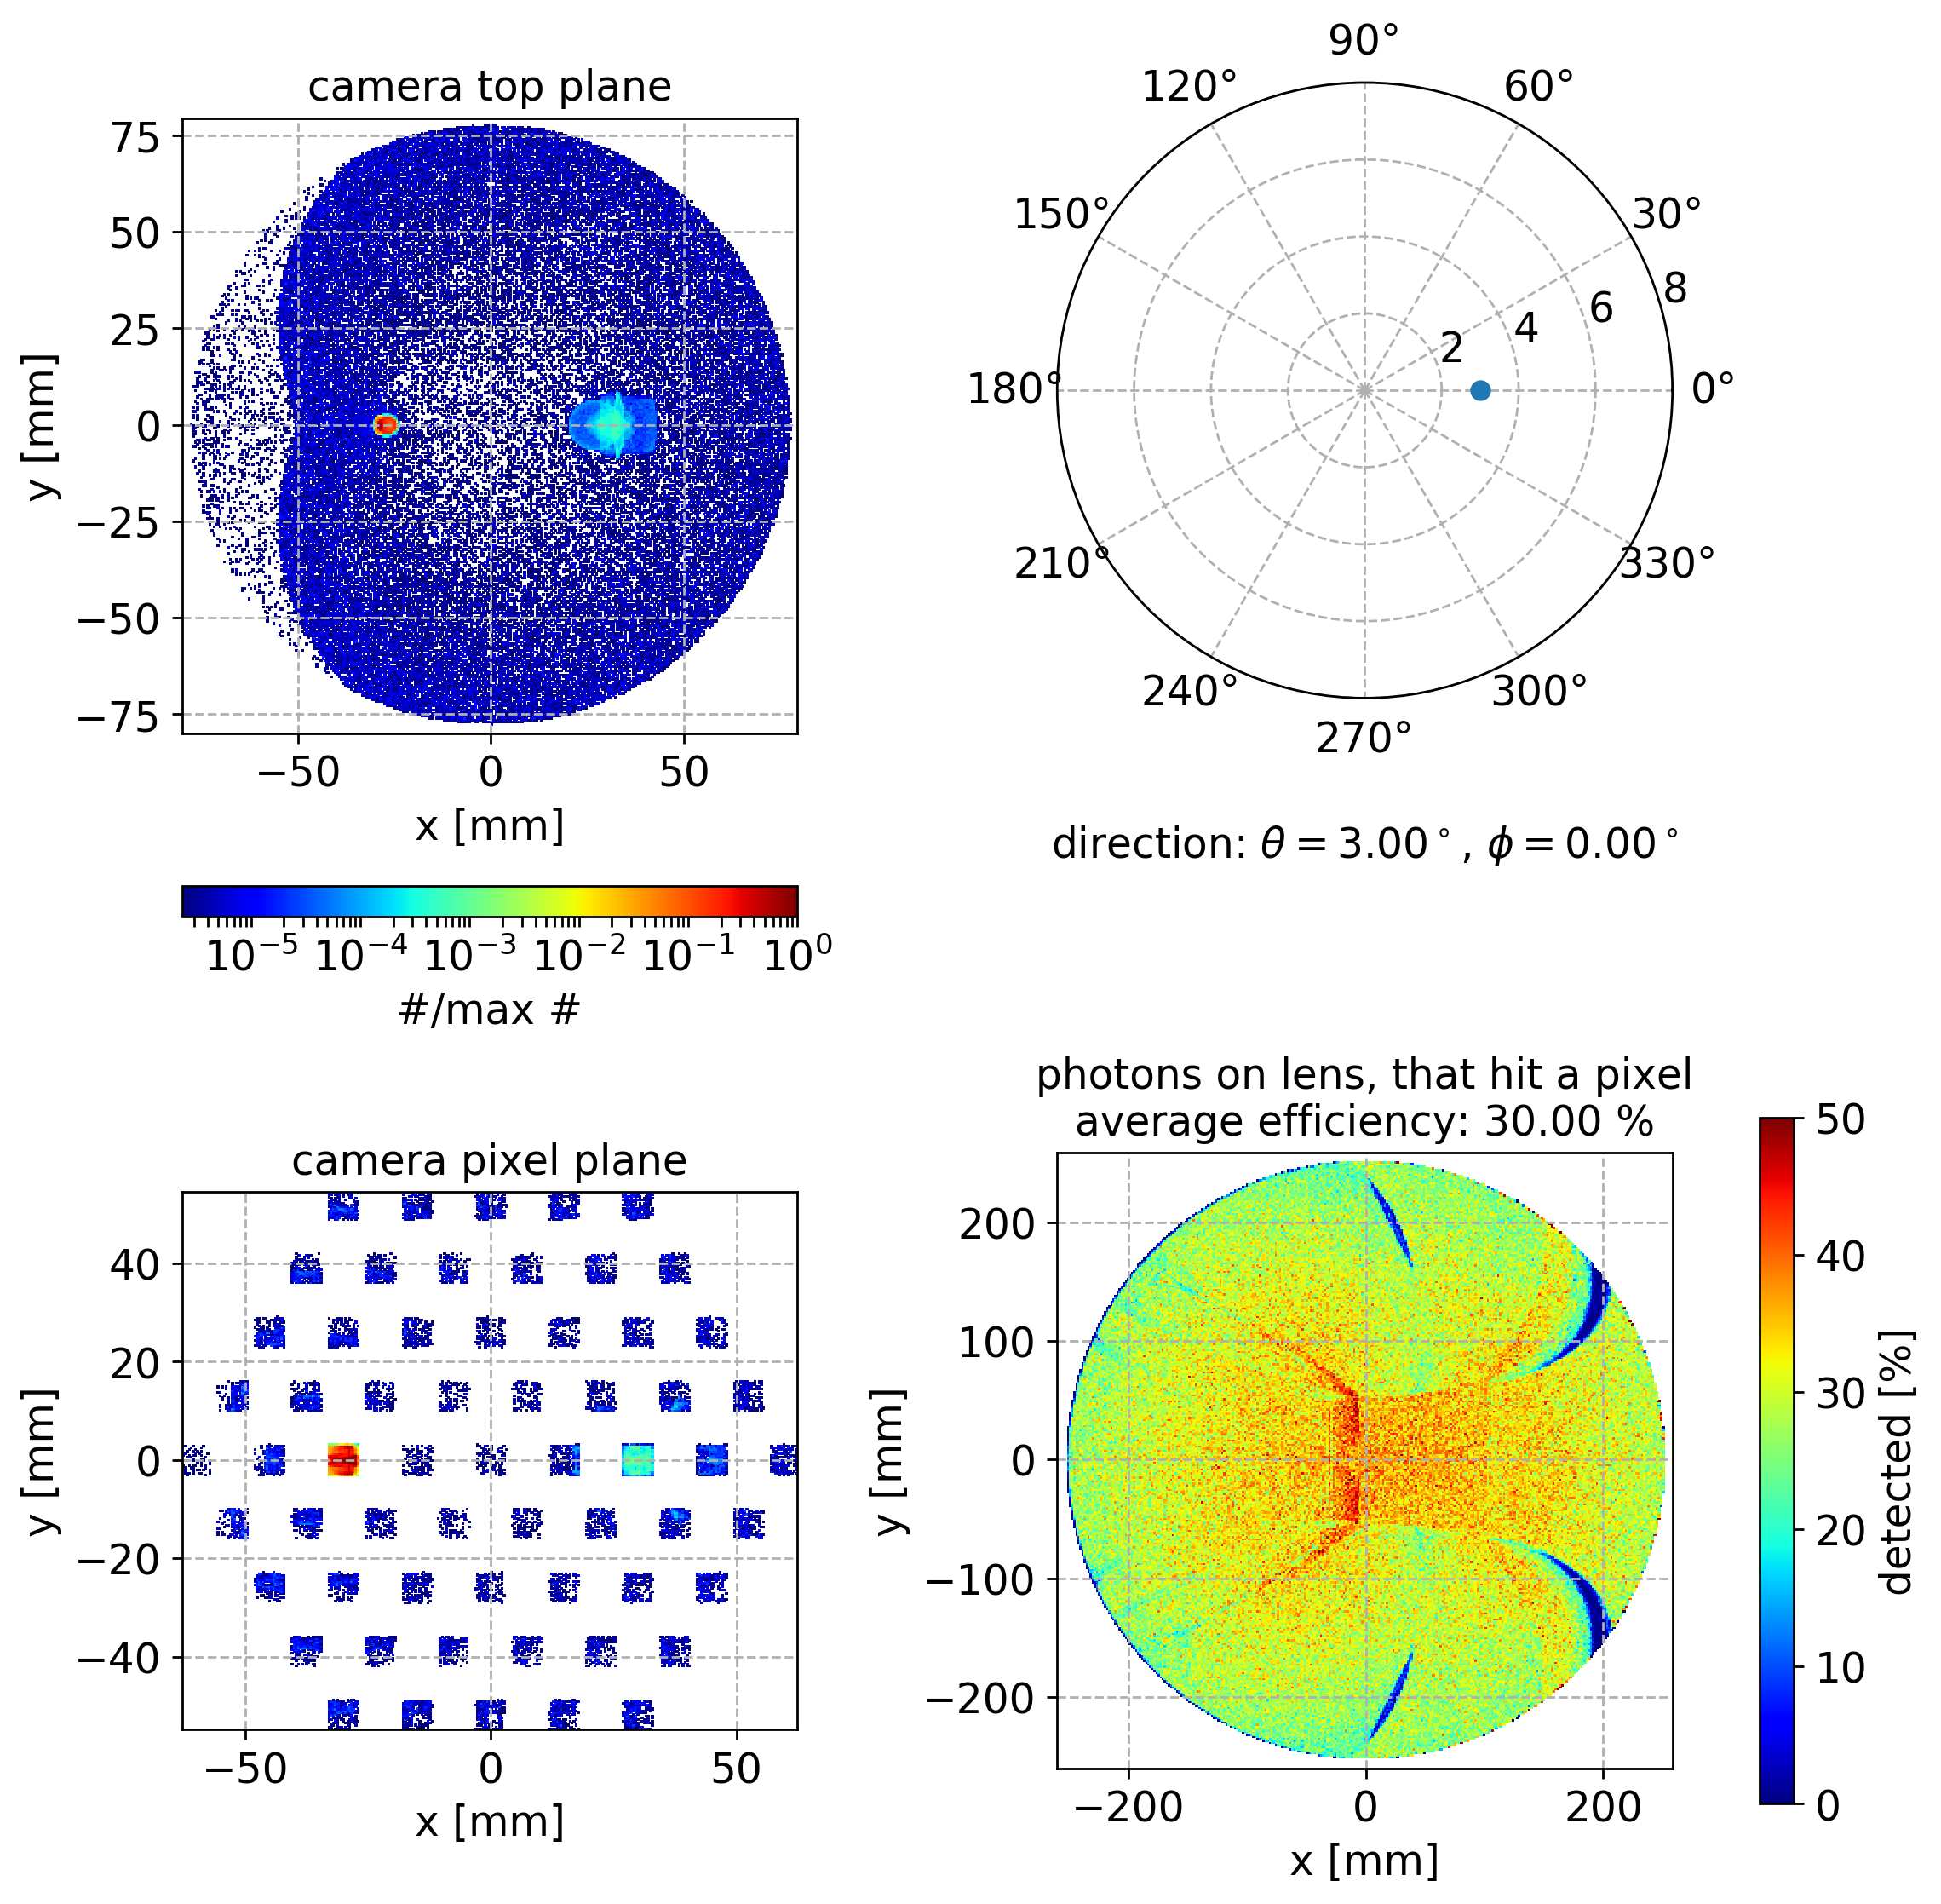 camera top plane
75
50
25
0
−25
−50
−75
y [mm]
−50 0 50
x [mm]
10⁻⁵ 10⁻⁴ 10⁻³ 10⁻² 10⁻¹ 10⁰
#/max #
90°
120° 60°
150° 30°
8
6
4
2
180° 0°
210° 330°
240° 300°
270°
direction: θ = 3.00°, ϕ = 0.00°
camera pixel plane
40
20
0
−20
−40
y [mm]
−50 0 50
x [mm]
photons on lens, that hit a pixel
average efficiency: 30.00 %
200
100
0
−100
−200
y [mm]
−200 0 200
x [mm]
50
40
30
20
10
0
detected [%]